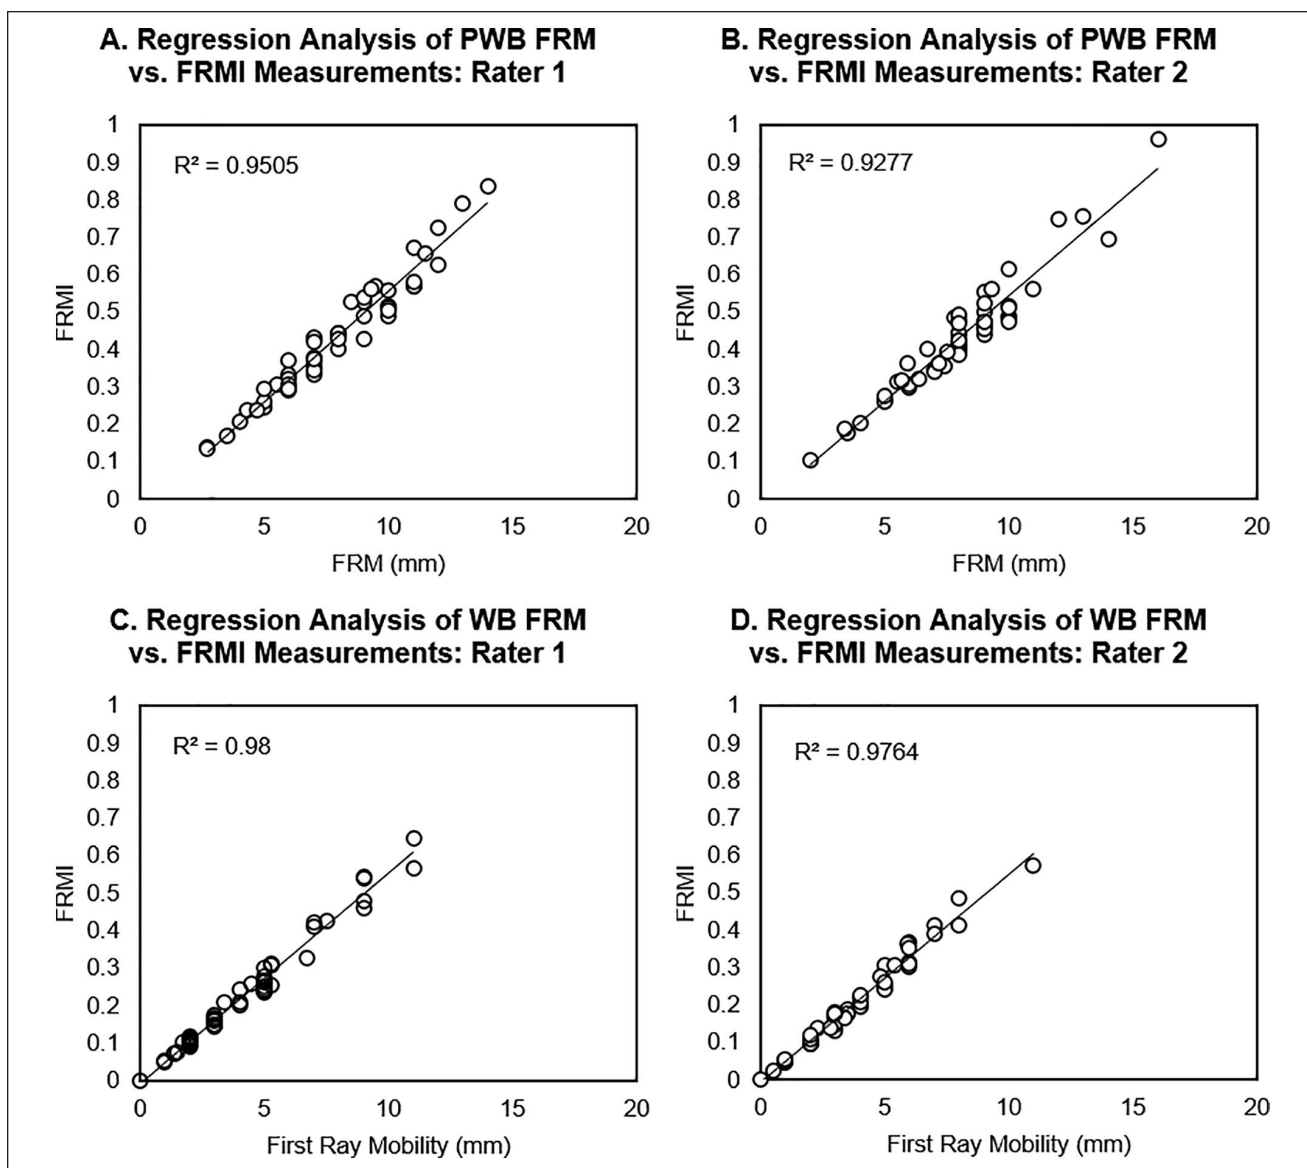 A. Regression Analysis of PWB FRM
vs. FRMI Measurements: Rater 1
R² = 0.9505
1
0.9
0.8
0.7
0.6
0.5
0.4
0.3
0.2
0.1
0
FRMI
0 5 10 15 20
FRM (mm)
B. Regression Analysis of PWB FRM
vs. FRMI Measurements: Rater 2
R² = 0.9277
1
0.9
0.8
0.7
0.6
0.5
0.4
0.3
0.2
0.1
0
FRMI
0 5 10 15 20
FRM (mm)
C. Regression Analysis of WB FRM
vs. FRMI Measurements: Rater 1
R² = 0.98
1
0.9
0.8
0.7
0.6
0.5
0.4
0.3
0.2
0.1
0
FRMI
0 5 10 15 20
First Ray Mobility (mm)
D. Regression Analysis of WB FRM
vs. FRMI Measurements: Rater 2
R² = 0.9764
1
0.9
0.8
0.7
0.6
0.5
0.4
0.3
0.2
0.1
0
FRMI
0 5 10 15 20
First Ray Mobility (mm)